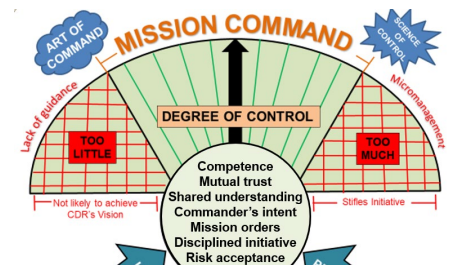 ART OF
COMMAND
MISSION COMMAND
SCIENCE
OF
CONTROL
Lack of guidance
Micromanagement
DEGREE OF CONTROL
TOO
LITTLE
TOO
MUCH
Not likely to achieve
CDR's Vision
Stifles Initiative
Competence
Mutual trust
Shared understanding
Commander's intent
Mission orders
Disciplined initiative
Risk acceptance